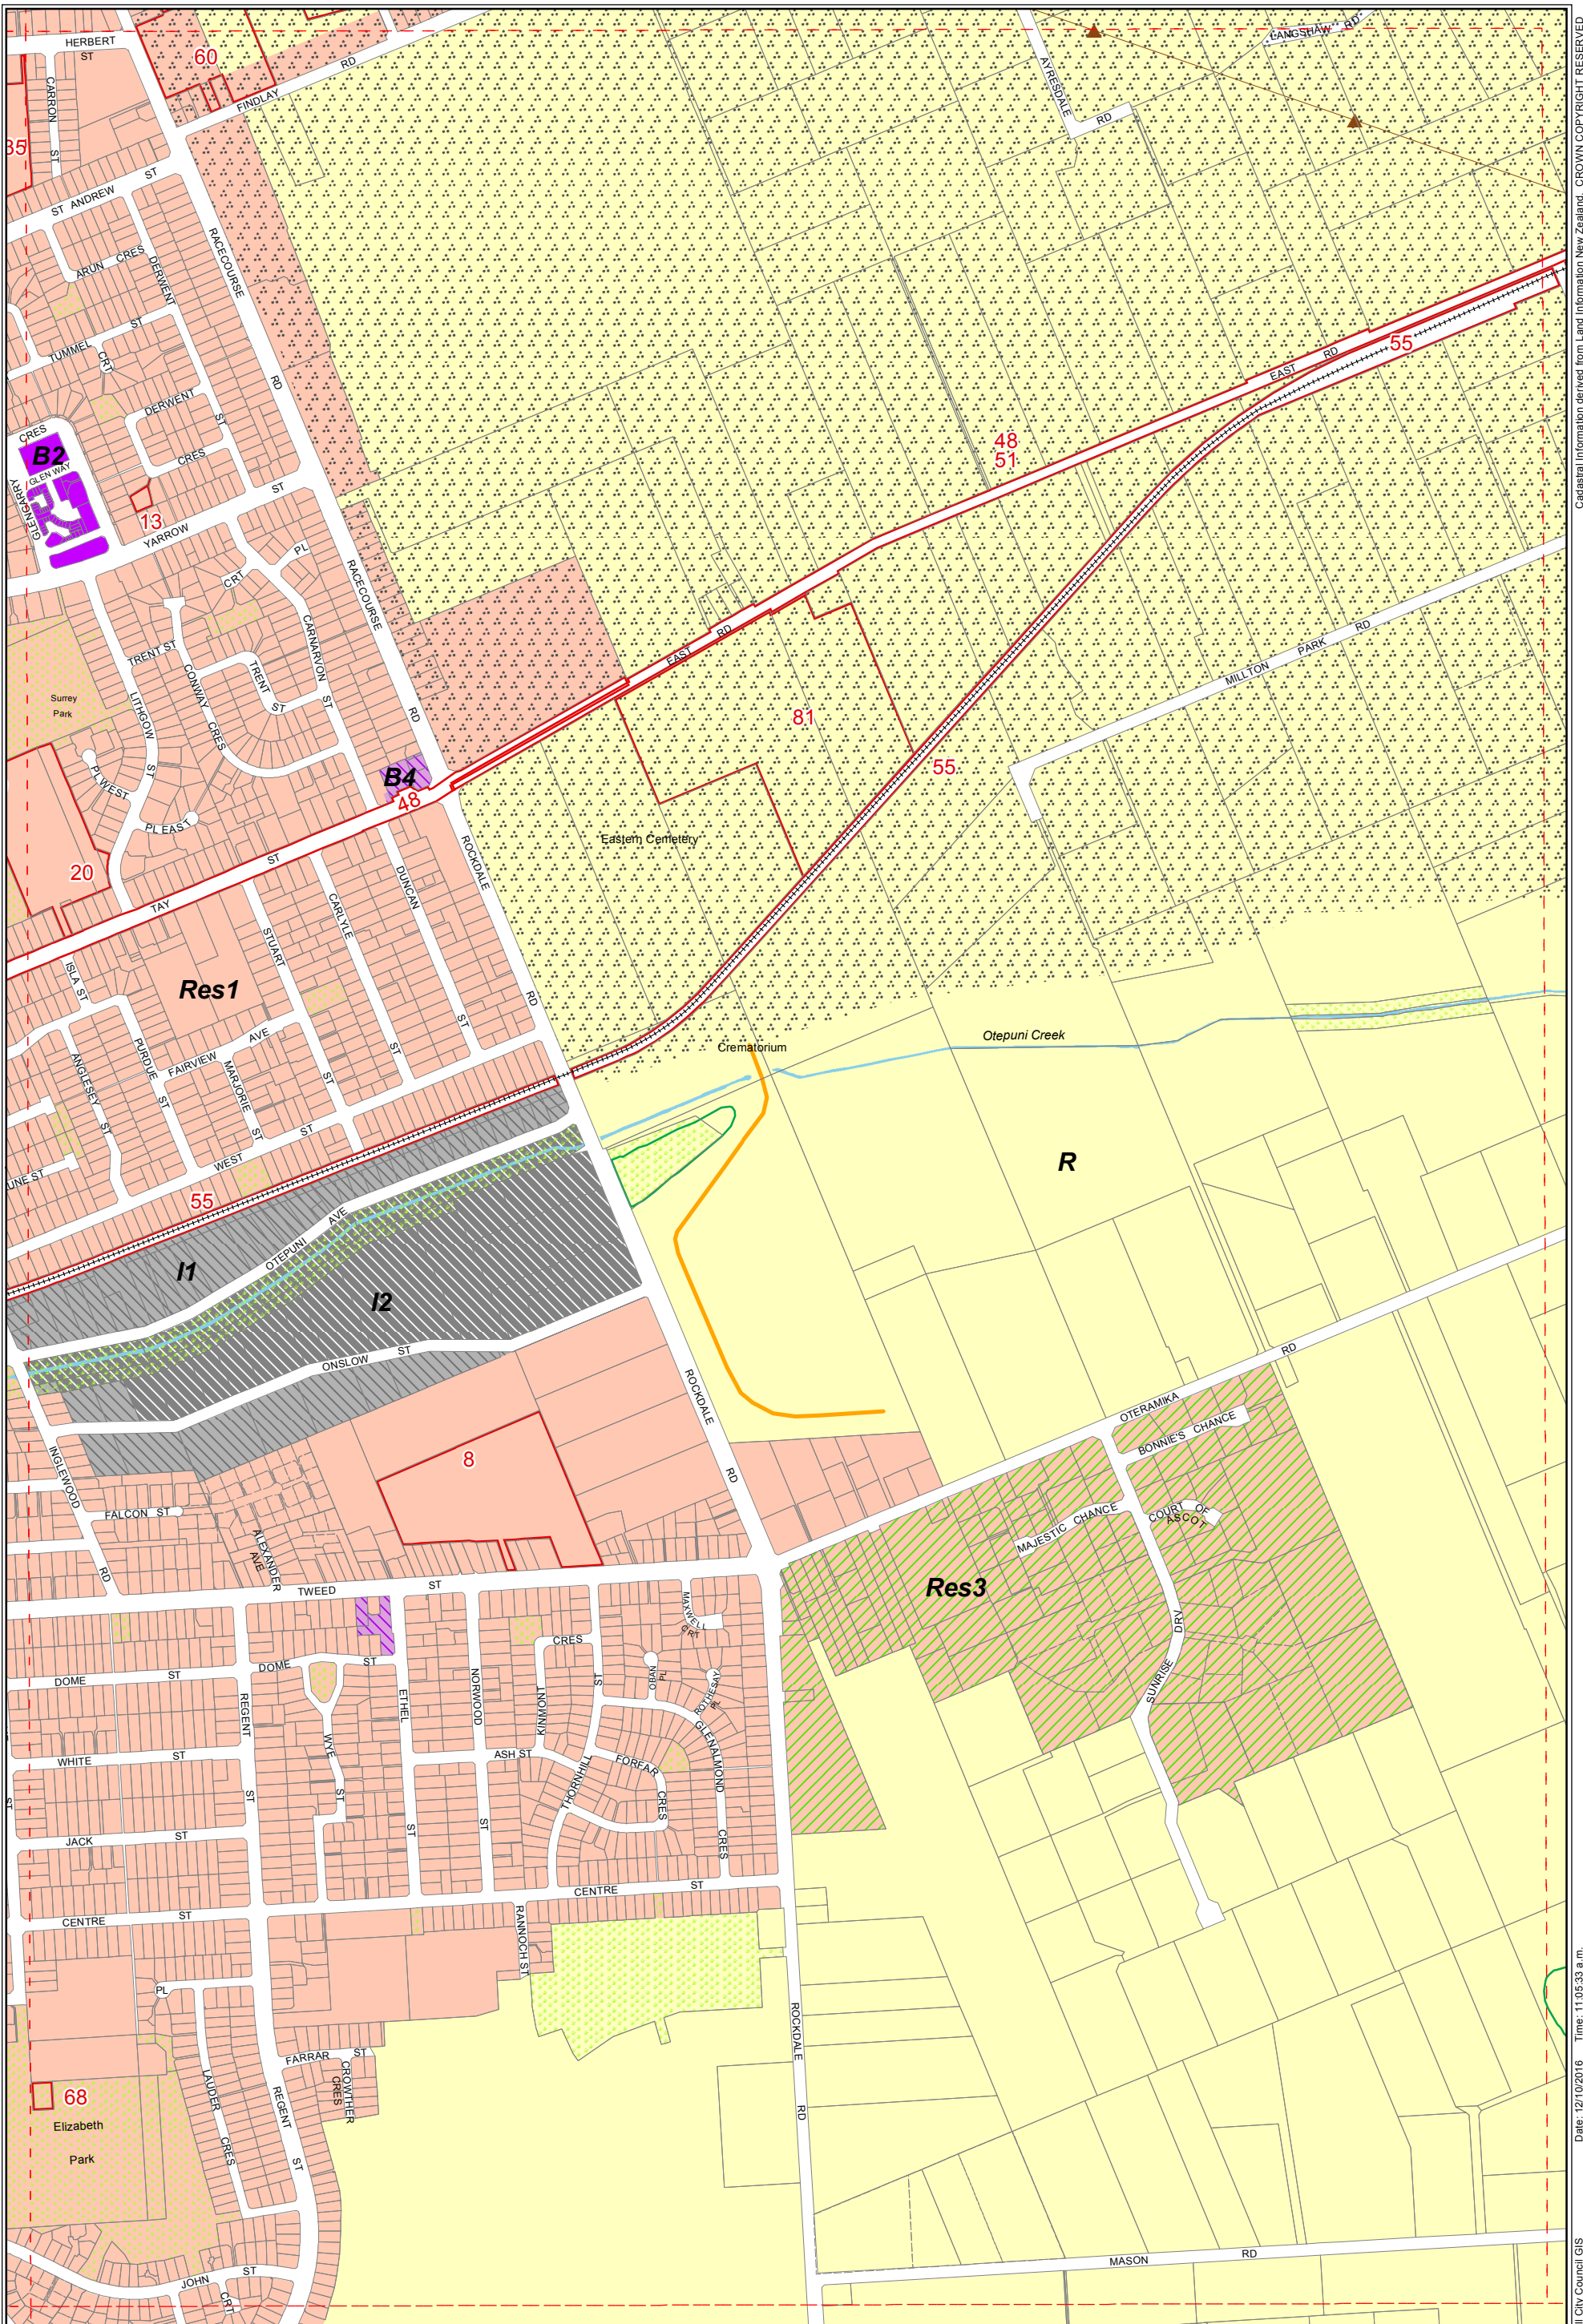 HERBERT
ST
60
FINDLAY
RD
LANGSHAW RD
AYRESDALE
RD
CARRON
ST
35
ST ANDREW
ST
RACECOURSE
RD
ARUN CRES
DERWENT
ST
TUMMEL
ST
CRT
DERWENT
CRES
CRES
B2
GLEN WAY
GLENGARRY
13
YARROW
ST
EAST
RD
55
48
51
CRT
PL
RACECOURSE
RD
CARNARVON
ST
TRENT ST
CONWAY
CRES
TRENT
ST
LITHGOW
ST
Surrey
Park
PL WEST
PL EAST
B4
48
EAST
RD
81
55
MILLTON
PARK
RD
Eastern Cemetery
20
TAY
ST
ROCKDALE
RD
DUNCAN
ST
CARLYLE
ST
STUART
ST
ISLA ST
Res1
PURDUE
ST
FAIRVIEW
AVE
MARJORIE
ST
ANGLESEY
ST
WEST
ST
UNE ST
55
Crematorium
Otepuni Creek
R
OTEPUNI
AVE
I1
I2
ONSLOW
ST
ROCKDALE
RD
INGLEWOOD
RD
8
FALCON ST
ALEXANDER
AVE
OTERAMIKA
RD
BONNIE'S CHANCE
MAJESTIC CHANCE
COURT OF
ASCOT
Res3
SUNRISE
DRV
TWEED
ST
MAXWELL
CRT
DOME
ST
DOME
ST
CRES
OBAN
PL
ROTHESAY
PL
REGENT
ST
WYE
ST
ETHEL
ST
NORWOOD
ST
KINMONT
ST
WHITE
ST
ASH ST
THORNHILL
FORFAR
CRES
GLENALMOND
CRES
ST
JACK
ST
CENTRE
ST
CENTRE
ST
RANNOCH ST
PL
LAUDER
CRES
FARRAR
ST
CROWTHER
CRES
REGENT
ST
68
Elizabeth
Park
ROCKDALE
RD
JOHN
ST
CRT
MASON
RD
Cadastral Information derived from Land Information New Zealand. CROWN COPYRIGHT RESERVED
Date: 12/10/2016 Time: 11:05:33 a.m.
City Council GIS